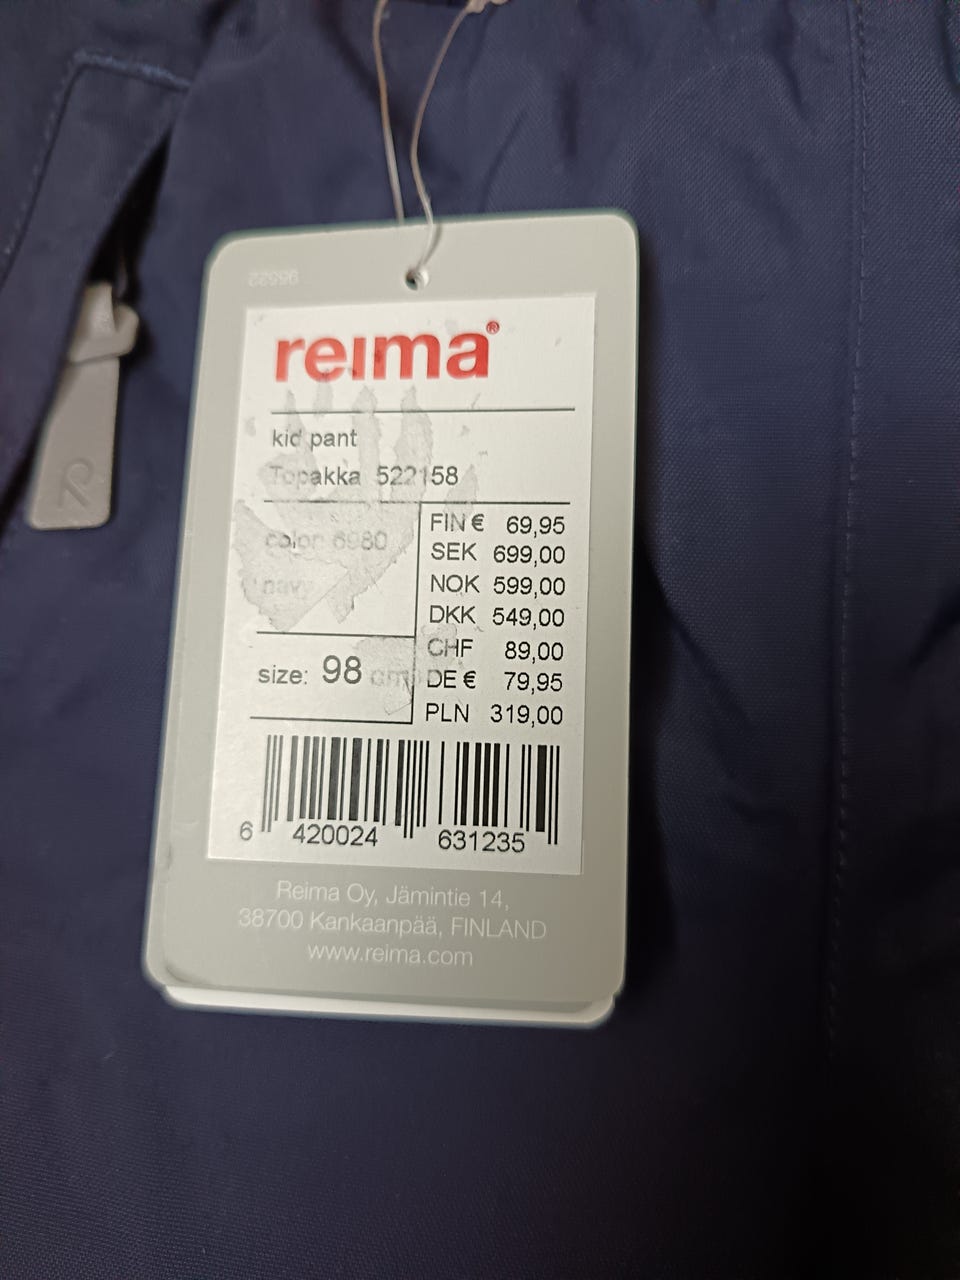 95522
reima®
kid pant
Topakka 522158
color: 6980
navy
size: 98 cm
FIN € 69,95
SEK 699,00
NOK 599,00
DKK 549,00
CHF 89,00
DE € 79,95
PLN 319,00
6 420024 631235
Reima Oy, Jämintie 14,
38700 Kankaanpää, FINLAND
www.reima.com